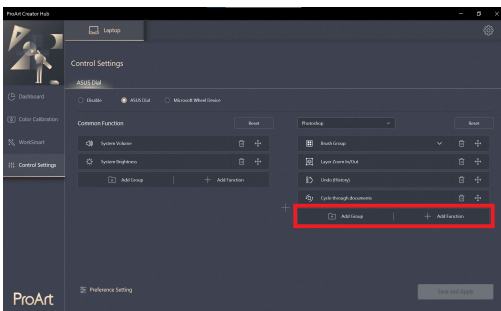 ProArt Creator Hub
Laptop
Control Settings
ASUS Dial
Disable
ASUS Dial
Microsoft Wheel Device
Dashboard
Color Calibration
WorkSmart
Control Settings
Common Function
Reset
System Volume
System Brightness
Add Group
Add Function
Photoshop
Reset
Brush Group
Layer Zoom In/Out
Undo (History)
Cycle through documents
Add Group
Add Function
Preference Setting
Save and Apply
ProArt